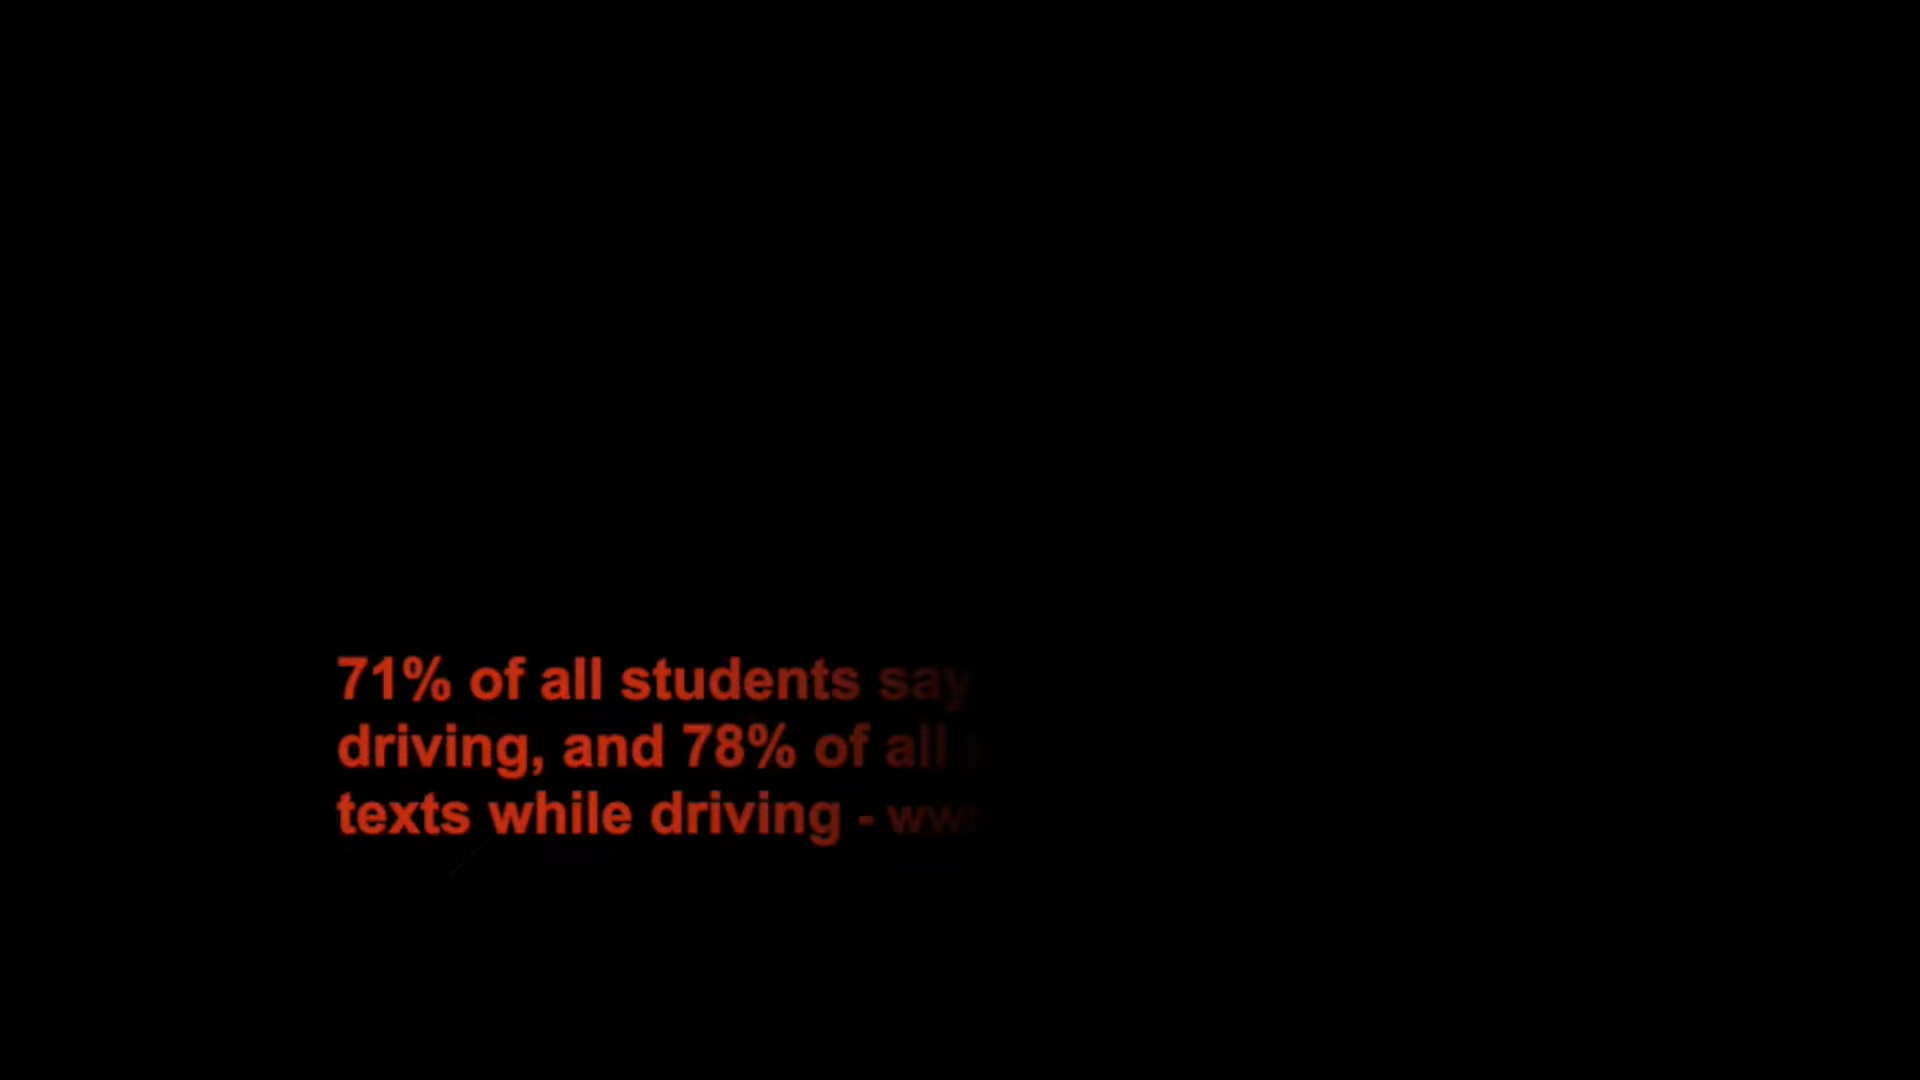 71% of all students say
driving, and 78% of all
texts while driving -